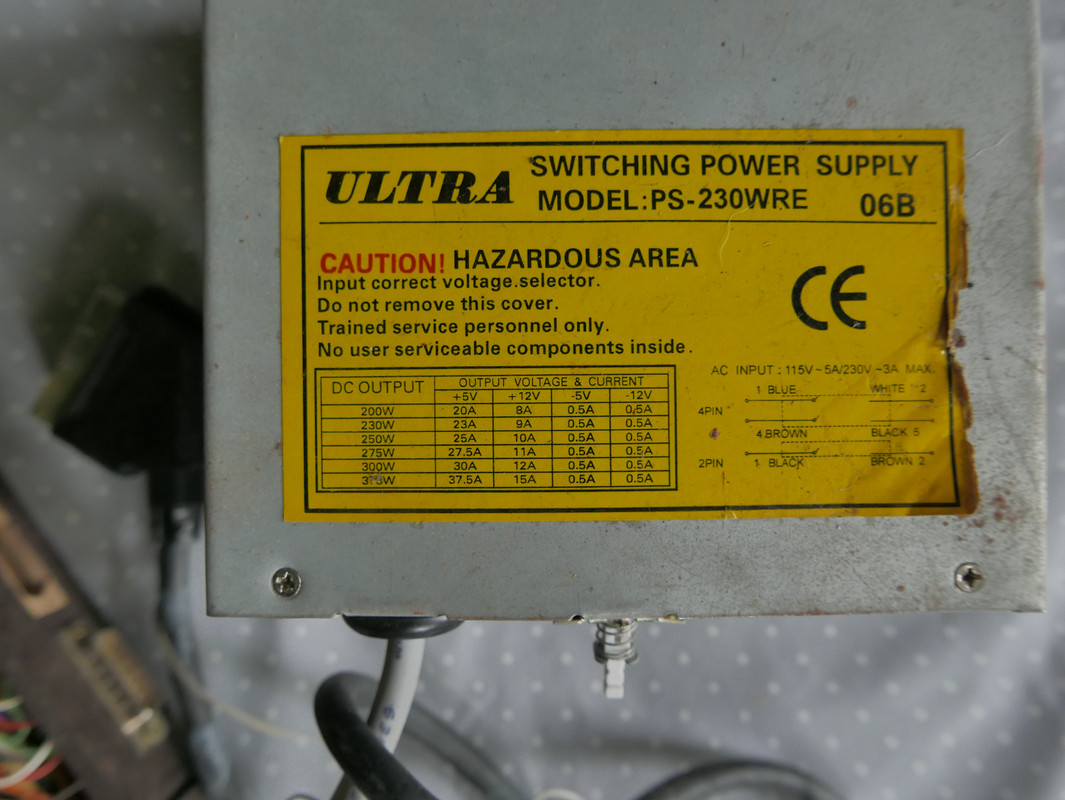 ULTRA
SWITCHING POWER SUPPLY
MODEL:PS-230WRE
06B
CAUTION! HAZARDOUS AREA
Input correct voltage.selector.
Do not remove this cover.
Trained service personnel only.
No user serviceable components inside.
CE
DC OUTPUT OUTPUT VOLTAGE & CURRENT
+5V +12V -5V -12V
200W 20A 8A 0.5A 0.5A
230W 23A 9A 0.5A 0.5A
250W 25A 10A 0.5A 0.5A
275W 27.5A 11A 0.5A 0.5A
300W 30A 12A 0.5A 0.5A
375W 37.5A 15A 0.5A 0.5A
AC INPUT : 115V~5A/230V~3A MAX.
1 BLUE WHITE 2
4PIN
4.BROWN BLACK 5
2PIN 1 BLACK BROWN 2